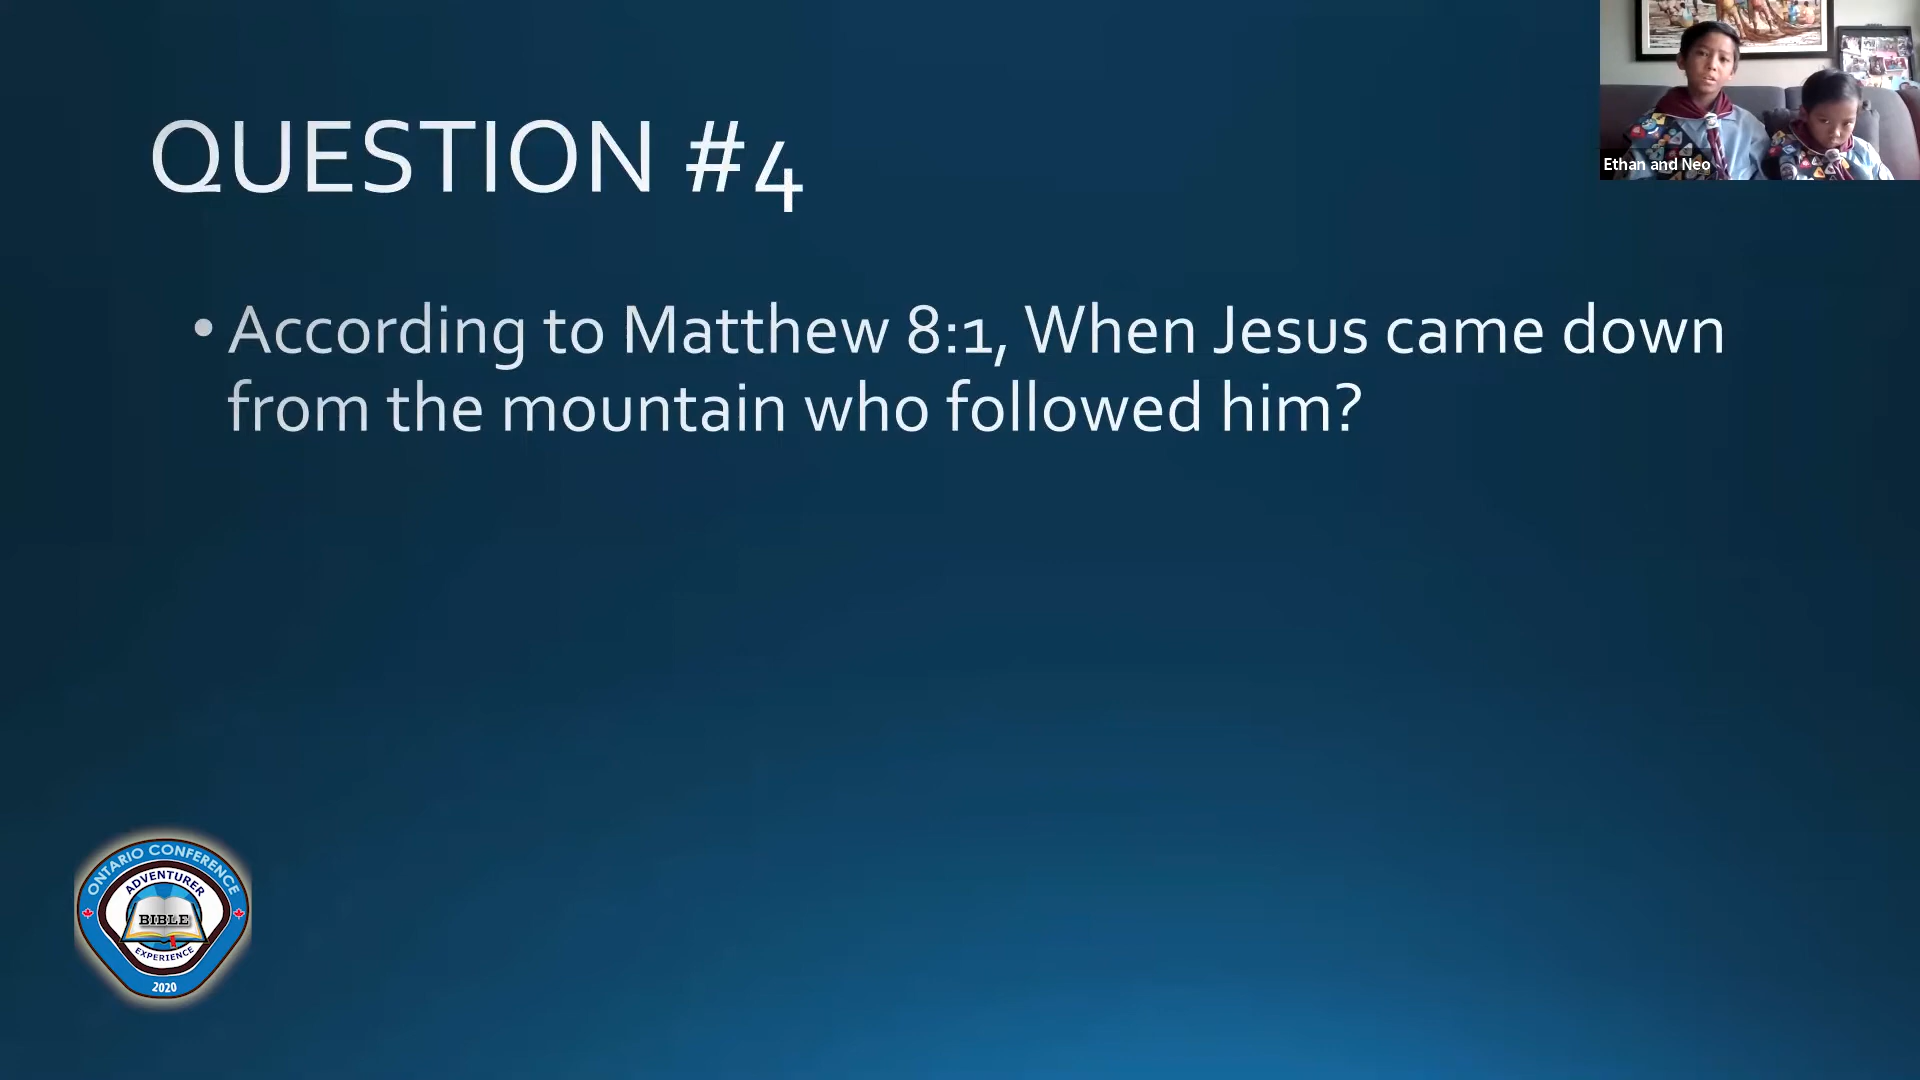 QUESTION #4
• According to Matthew 8:1, When Jesus came down
from the mountain who followed him?
Ethan and Neo
ONTARIO CONFERENCE
ADVENTURER
BIBLE
EXPERIENCE
2020